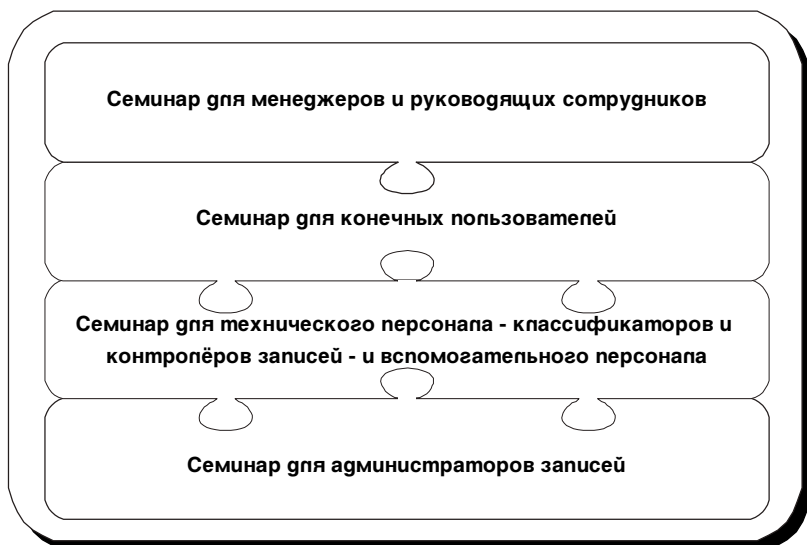 Семинар для менеджеров и руководящих сотрудников
Семинар для конечных пользователей
Семинар для технического персонала - классификаторов и
контролёров записей - и вспомогательного персонала
Семинар для администраторов записей